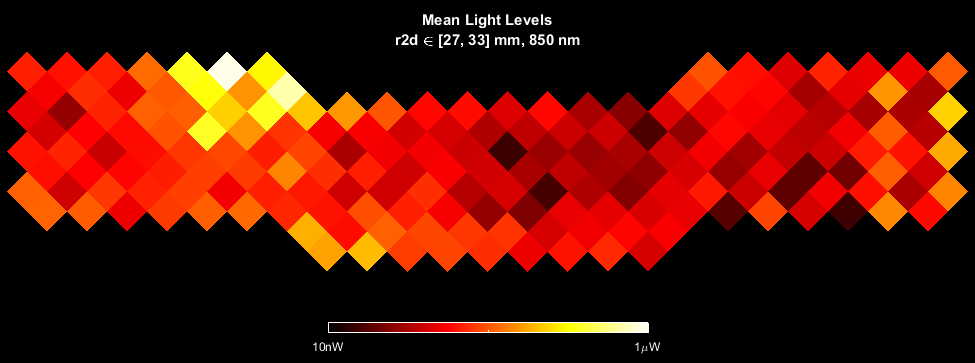 Mean Light Levels
r2d ∈ [27, 33] mm, 850 nm
10nW 1μW